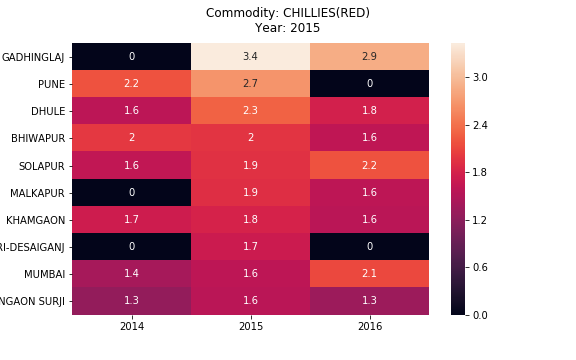 Commodity: CHILLIES(RED)
Year: 2015
GADHINGLAJ 0 3.4 2.9
PUNE 2.2 2.7 0
DHULE 1.6 2.3 1.8
BHIWAPUR 2 2 1.6
SOLAPUR 1.6 1.9 2.2
MALKAPUR 0 1.9 1.6
KHAMGAON 1.7 1.8 1.6
RI-DESAIGANJ 0 1.7 0
MUMBAI 1.4 1.6 2.1
NGAON SURJI 1.3 1.6 1.3
2014 2015 2016
3.0
2.4
1.8
1.2
0.6
0.0